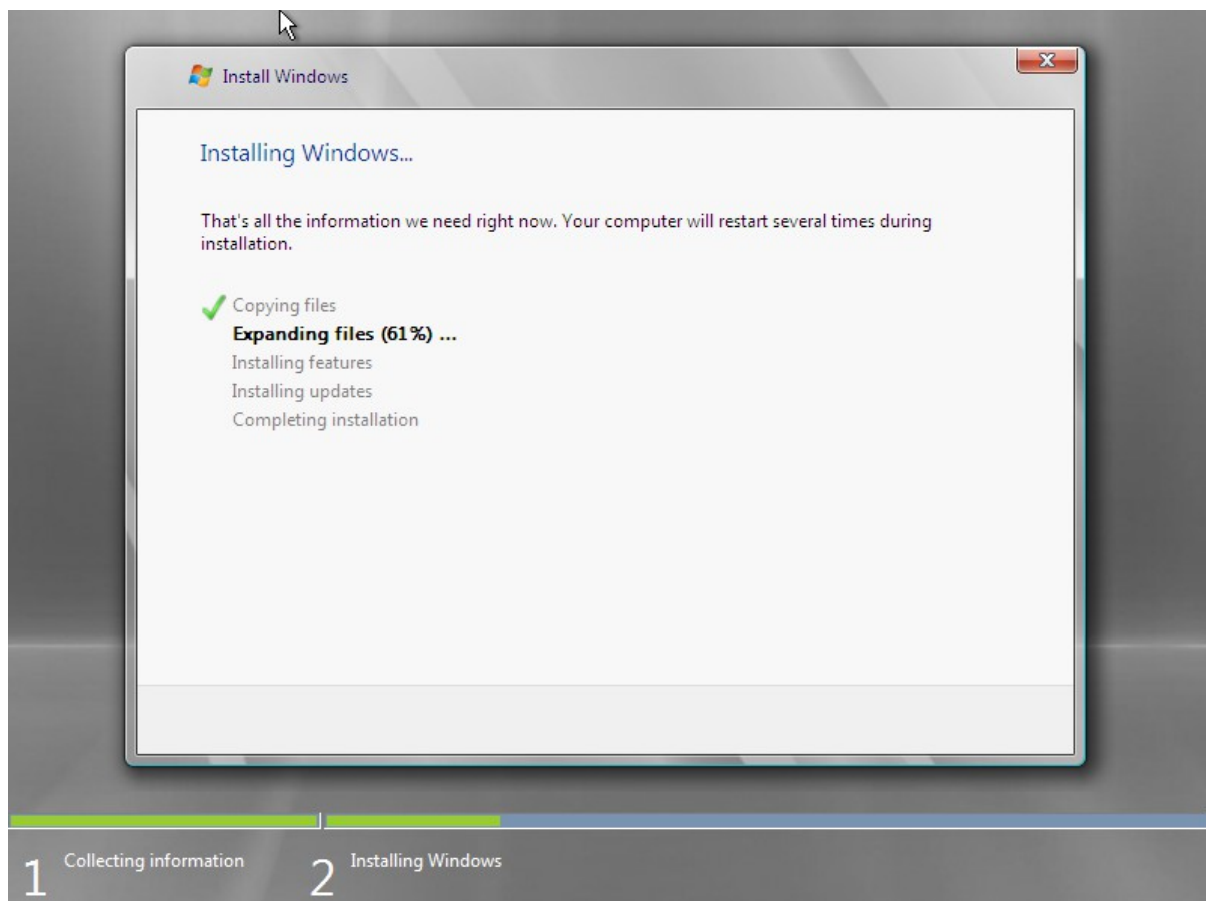 Install Windows
Installing Windows...
That's all the information we need right now. Your computer will restart several times during
installation.
Copying files
Expanding files (61%) ...
Installing features
Installing updates
Completing installation
1 Collecting information
2 Installing Windows